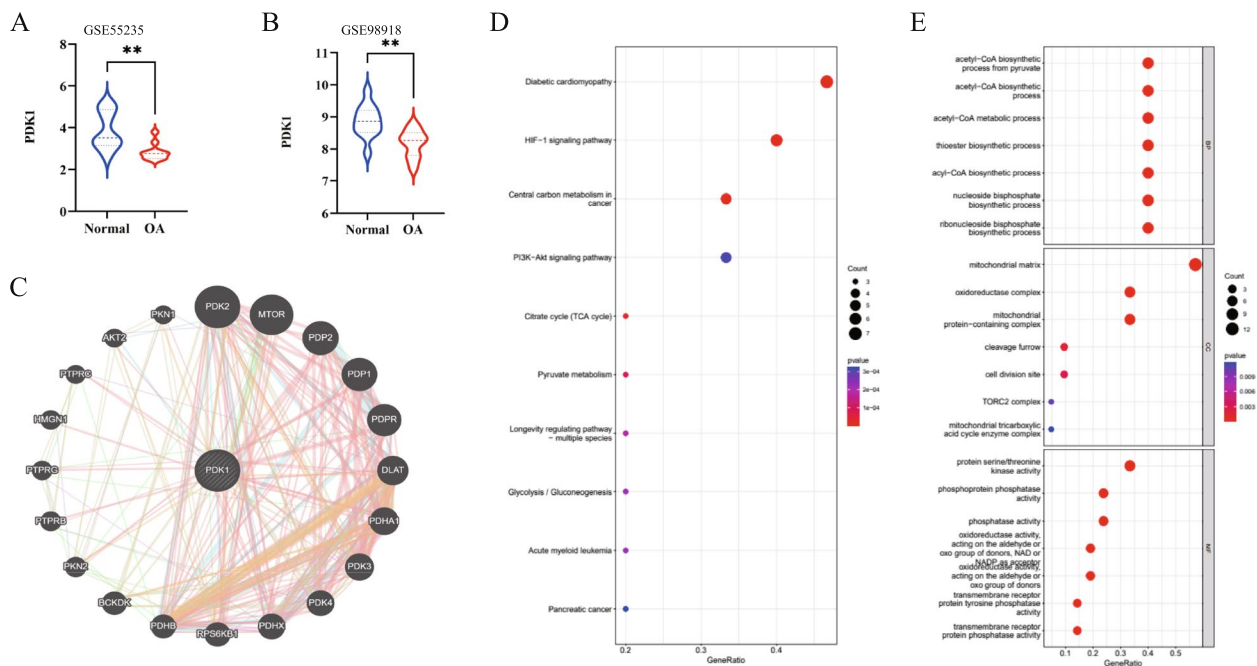 A
GSE55235
8
6
4
2
0
PDK1
**
Normal
OA
B
GSE98918
11
10
9
8
7
6
PDK1
**
Normal
OA
C
PDK2
MTOR
PDP2
PDP1
PDPR
DLAT
PDHA1
PDK3
PDK4
PDHX
RPS6KB1
PDHB
BCKDK
PKN2
PTPRB
PTPRG
HMGN1
PTPRC
AKT2
PKN1
PDK1
D
Diabetic cardiomyopathy
HIF−1 signaling pathway
Central carbon metabolism in
cancer
PI3K−Akt signaling pathway
Citrate cycle (TCA cycle)
Pyruvate metabolism
Longevity regulating pathway
− multiple species
Glycolysis / Gluconeogenesis
Acute myeloid leukemia
Pancreatic cancer
0.2
0.3
0.4
GeneRatio
Count
3
4
5
6
7
pvalue
3e−04
2e−04
1e−04
E
acetyl−CoA biosynthetic
process from pyruvate
acetyl−CoA biosynthetic
process
acetyl−CoA metabolic process
thioester biosynthetic process
acyl−CoA biosynthetic process
nucleoside bisphosphate
biosynthetic process
ribonucleoside bisphosphate
biosynthetic process
BP
mitochondrial matrix
oxidoreductase complex
mitochondrial
protein−containing complex
cleavage furrow
cell division site
TORC2 complex
mitochondrial tricarboxylic
acid cycle enzyme complex
CC
protein serine/threonine
kinase activity
phosphoprotein phosphatase
activity
phosphatase activity
oxidoreductase activity,
acting on the aldehyde or
oxo group of donors, NAD or
NADP as acceptor
oxidoreductase activity,
acting on the aldehyde or
oxo group of donors
transmembrane receptor
protein tyrosine phosphatase
activity
transmembrane receptor
protein phosphatase activity
MF
0.1
0.2
0.3
0.4
0.5
GeneRatio
Count
3
6
9
12
pvalue
0.009
0.006
0.003